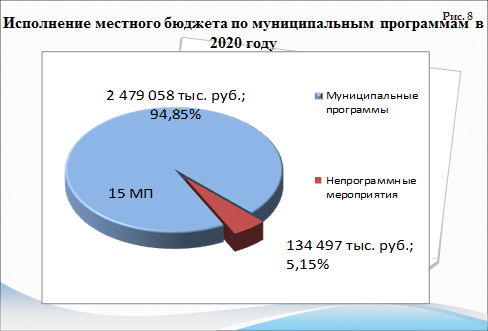 Рис. 8
Исполнение местного бюджета по муниципальным программам в
2020 году
2 479 058 тыс. руб.;
94,85%
Муниципальные
программы
15 МП
Непрограммные
мероприятия
134 497 тыс. руб.;
5,15%